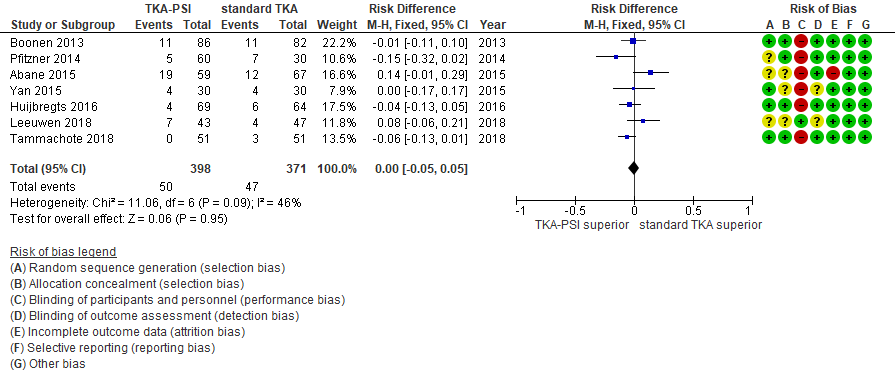 TKA-PSI standard TKA Risk Difference Risk Difference Risk of Bias
Study or Subgroup Events Total Events Total Weight M-H, Fixed, 95% CI Year M-H, Fixed, 95% CI A B C D E F G
Boonen 2013 11 86 11 82 22.2% -0.01 [-0.11, 0.10] 2013 + + − + + + +
Pfitzner 2014 5 60 7 30 10.6% -0.15 [-0.32, 0.02] 2014 ? + − + + + +
Abane 2015 19 59 12 67 16.5% 0.14 [-0.01, 0.29] 2015 ? ? − + − + +
Yan 2015 4 30 4 30 7.9% 0.00 [-0.17, 0.17] 2015 + ? − ? + + +
Huijbregts 2016 4 69 6 64 17.5% -0.04 [-0.13, 0.05] 2016 + + − + + + +
Leeuwen 2018 7 43 4 47 11.8% 0.08 [-0.06, 0.21] 2018 + ? + ? + + +
Tammachote 2018 0 51 3 51 13.5% -0.06 [-0.13, 0.01] 2018 + + − + + + +
Total (95% CI) 398 371 100.0% 0.00 [-0.05, 0.05]
Total events 50 47
Heterogeneity: Chi² = 11.06, df = 6 (P = 0.09); I² = 46%
Test for overall effect: Z = 0.06 (P = 0.95)
-1 -0.5 0 0.5 1
TKA-PSI superior standard TKA superior
Risk of bias legend
(A) Random sequence generation (selection bias)
(B) Allocation concealment (selection bias)
(C) Blinding of participants and personnel (performance bias)
(D) Blinding of outcome assessment (detection bias)
(E) Incomplete outcome data (attrition bias)
(F) Selective reporting (reporting bias)
(G) Other bias